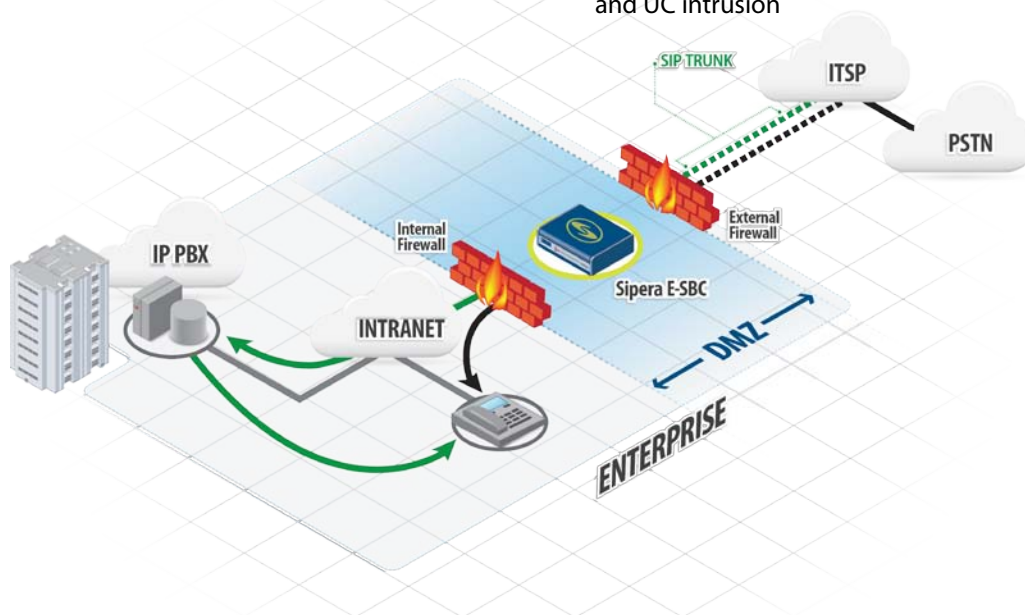 and UC intrusion
SIP TRUNK
ITSP
PSTN
Internal
Firewall
External
Firewall
IP PBX
Sipera E-SBC
INTRANET
DMZ
ENTERPRISE